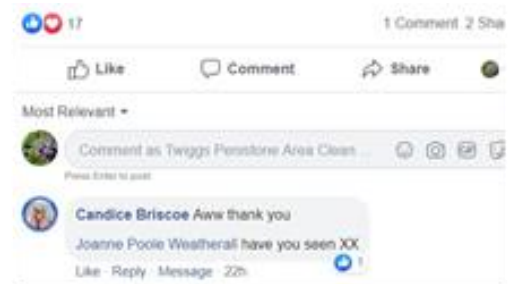 17 1 Comment 2 Sha
Like Comment Share
Most Relevant
Comment as Twiggs Penistone Area Clean ...
Press Enter to post
Candice Briscoe Aww thank you
Joanne Poole Weatherall have you seen XX
1
Like · Reply · Message · 22h